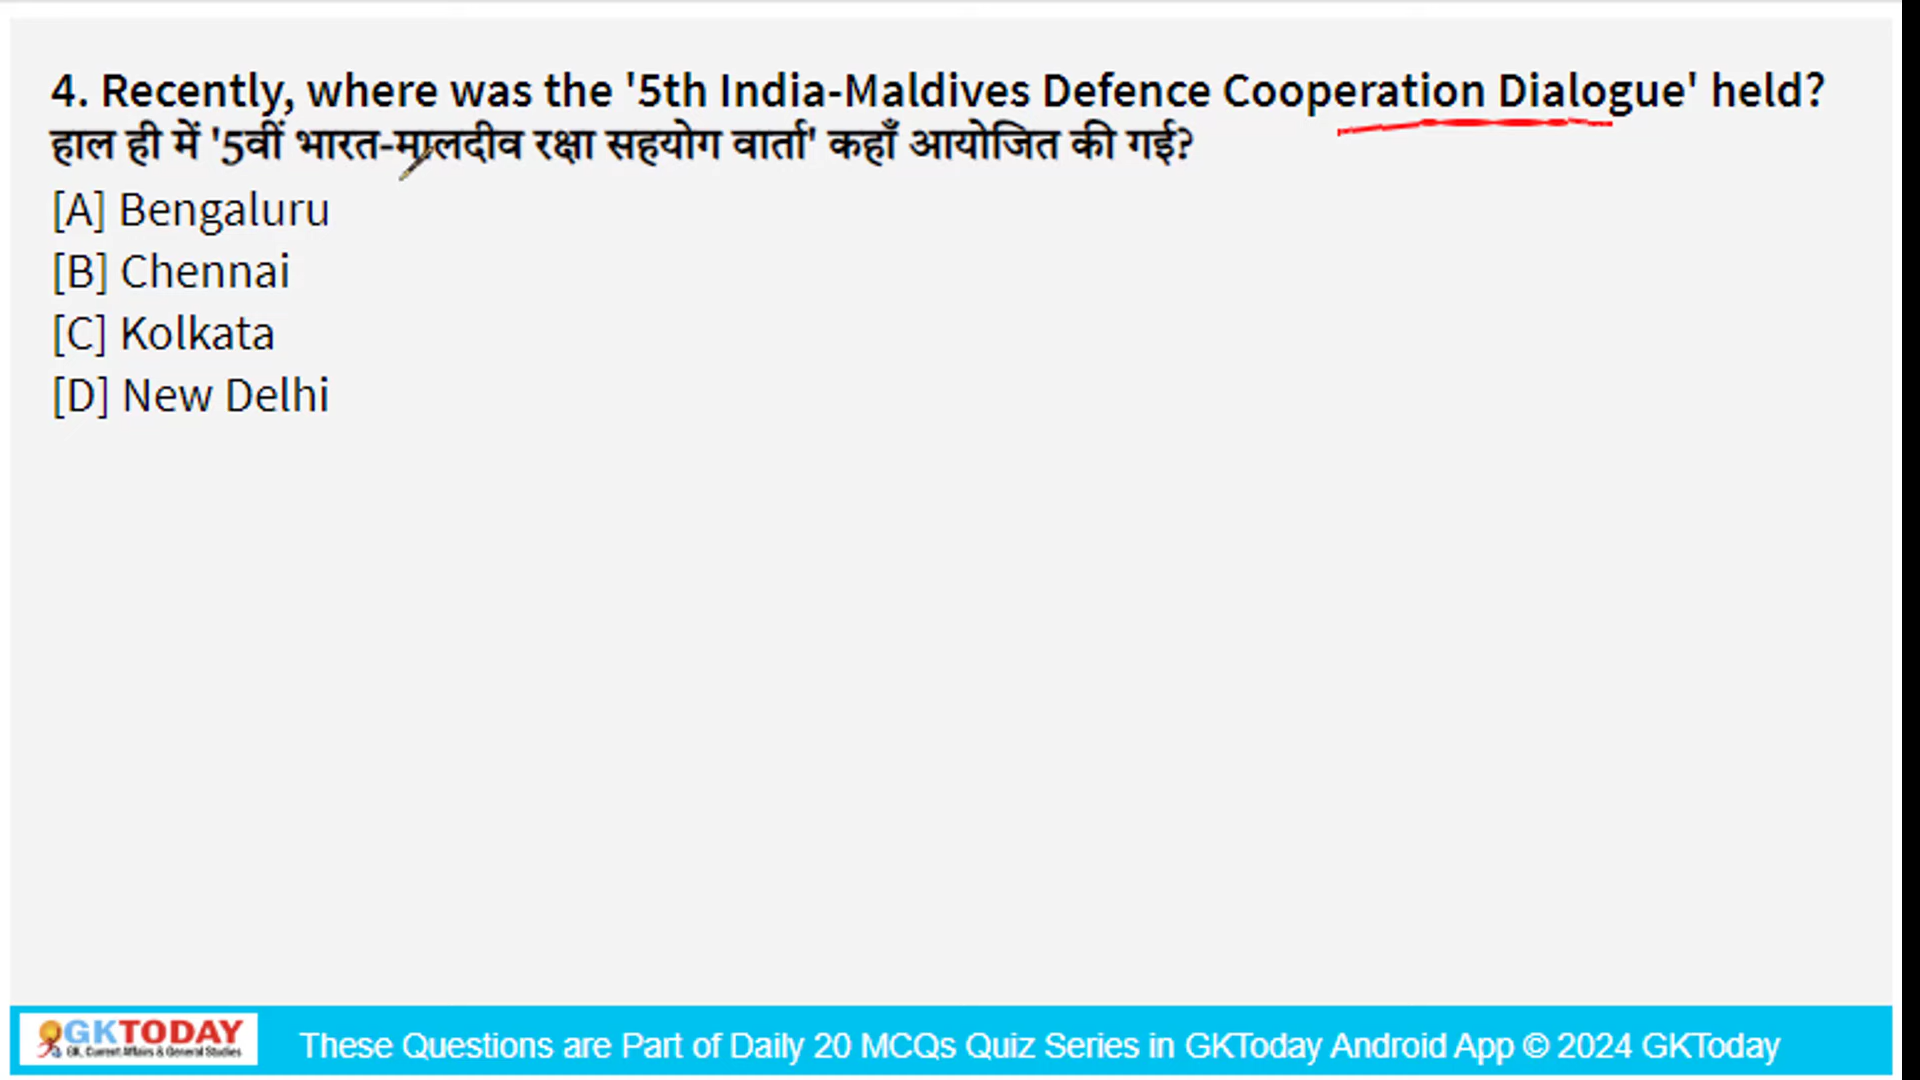 4. Recently, where was the '5th India-Maldives Defence Cooperation Dialogue' held?
हाल ही में '5वीं भारत-मालदीव रक्षा सहयोग वार्ता' कहाँ आयोजित की गई?
[A] Bengaluru
[B] Chennai
[C] Kolkata
[D] New Delhi
GKTODAY
GK, Current Affairs & General Studies
These Questions are Part of Daily 20 MCQs Quiz Series in GKToday Android App © 2024 GKToday